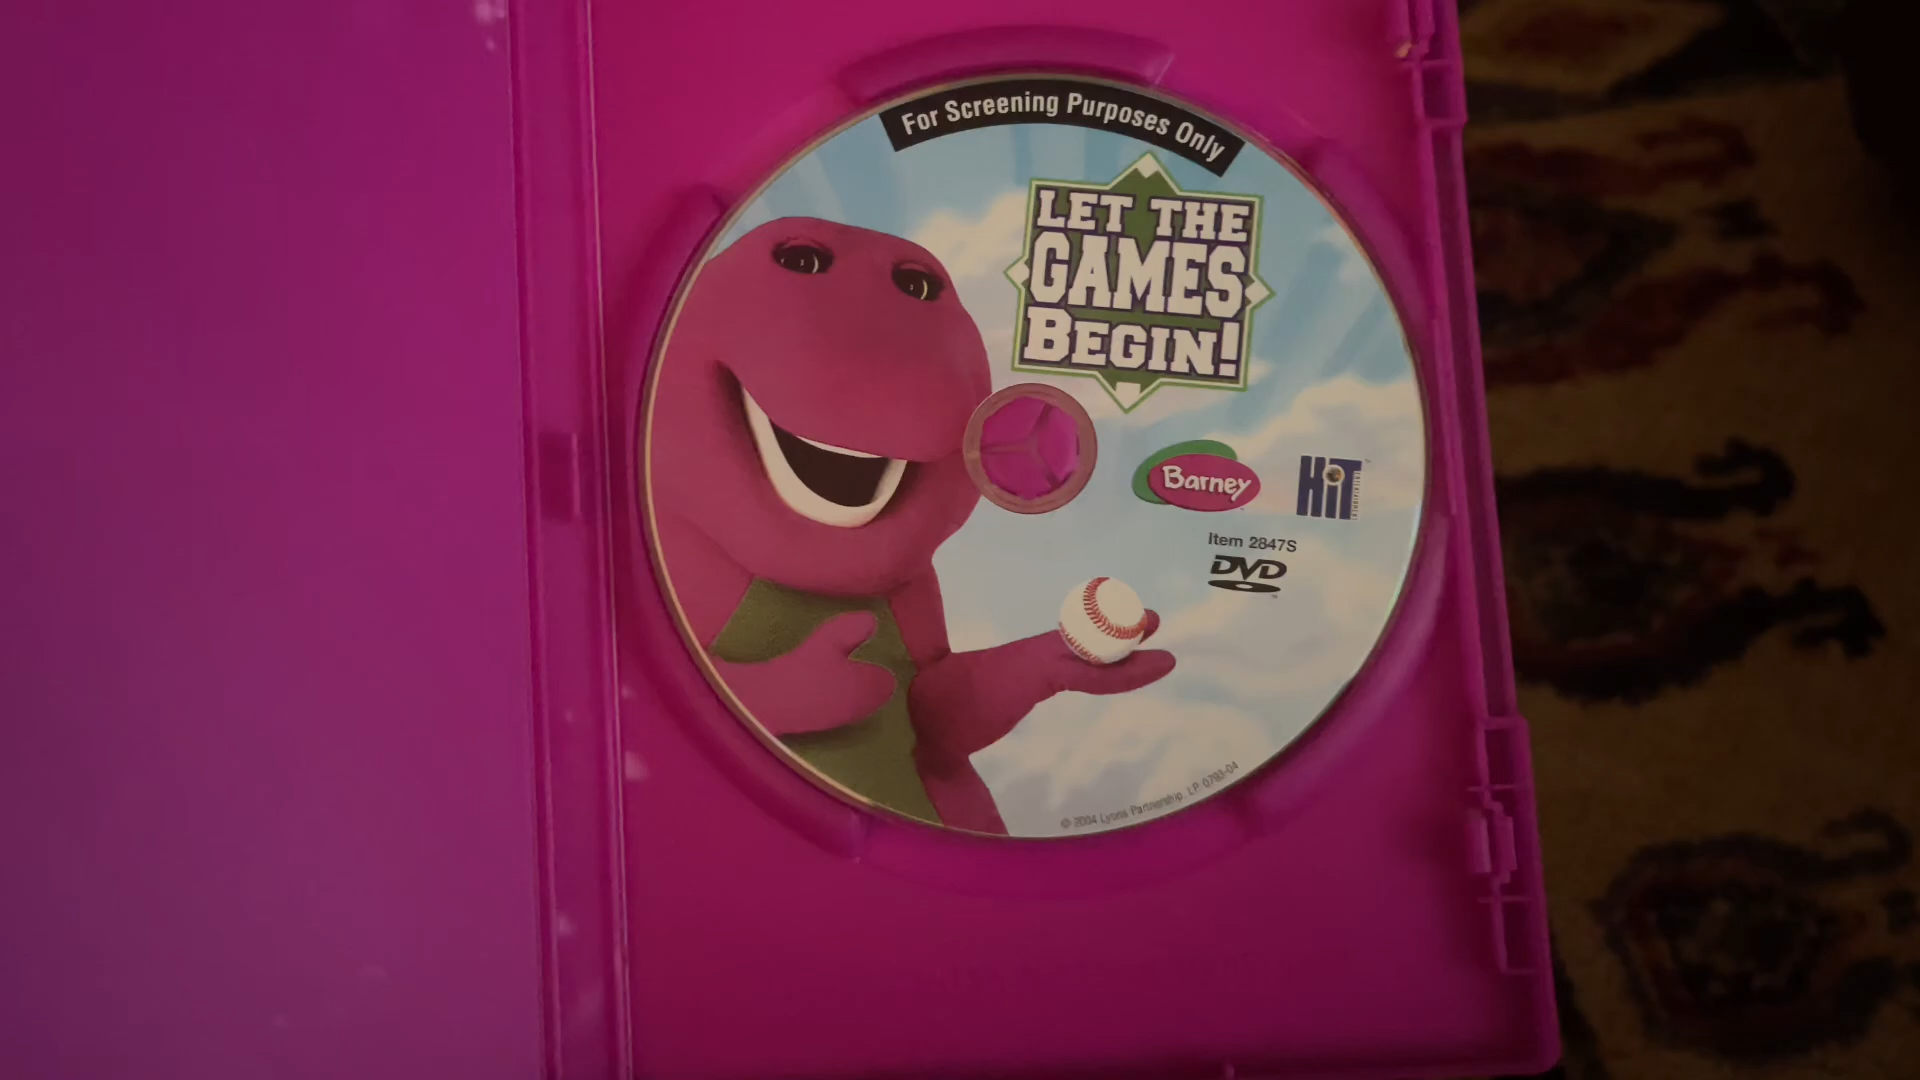 For Screening Purposes Only
LET THE
GAMES
BEGIN!
Barney
HiT
Item 2847S
DVD
© 2004 Lyons Partnership, LP 0793-04